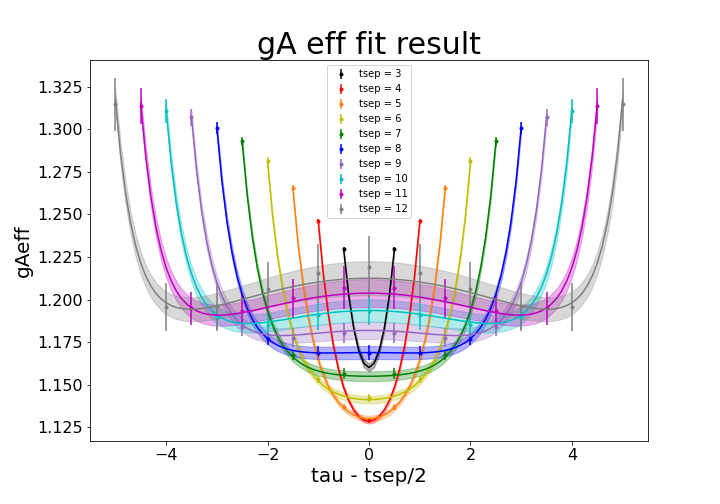 gA eff fit result
1.325
1.300
1.275
1.250
1.225
1.200
1.175
1.150
1.125
gAeff
tsep = 3
tsep = 4
tsep = 5
tsep = 6
tsep = 7
tsep = 8
tsep = 9
tsep = 10
tsep = 11
tsep = 12
−4 −2 0 2 4
tau - tsep/2